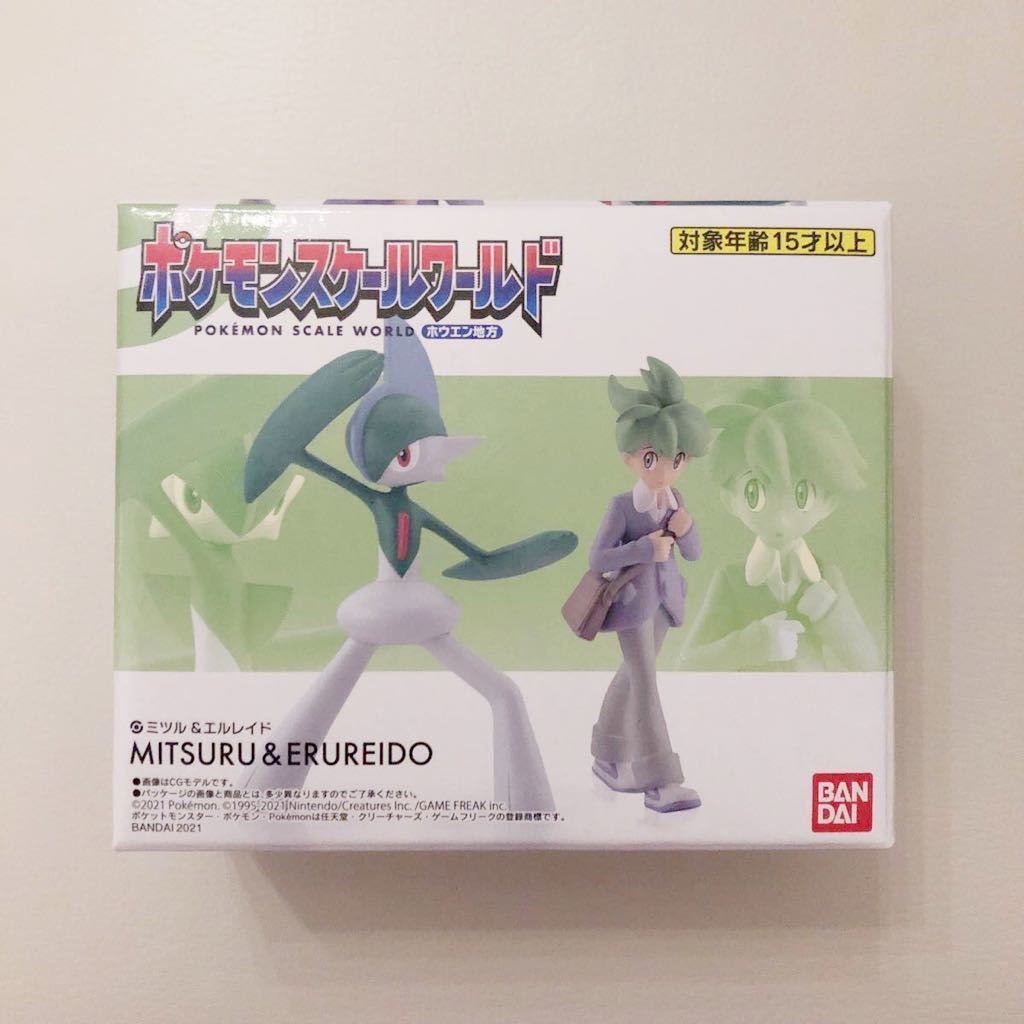 ポケモンスケールワールド
対象年齢15才以上
POKÉMON SCALE WORLD ホウエン地方
ミツル&エルレイド
MITSURU&ERUREIDO
●画像はCGモデルです。
●パッケージの画像と商品とは、多少異なりますのでご了承ください。
©2021 Pokémon. ©1995-2021 Nintendo/Creatures Inc. /GAME FREAK inc.
ポケットモンスター・ポケモン・Pokémonは任天堂・クリーチャーズ・ゲームフリークの登録商標です。
BANDAI 2021
BAN
DAI